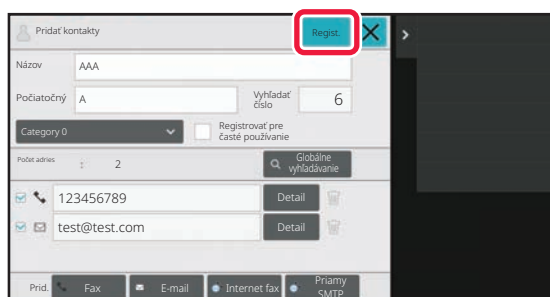 Pridať kontakty
Regist.
Názov
AAA
Počiatočný
A
Vyhľadať
číslo
6
Category 0
Registrovať pre
časté používanie
Počet adries
:
2
Globálne
vyhľadávanie
123456789
Detail
test@test.com
Detail
Prid.
Fax
E-mail
Internet fax
Priamy
SMTP